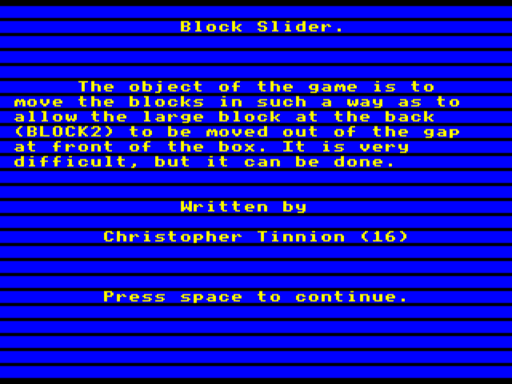 Block Slider.
The object of the game is to
move the blocks in such a way as to
allow the large block at the back
(BLOCK2) to be moved out of the gap
at front of the box. It is very
difficult, but it can be done.
Written by
Christopher Tinnion (16)
Press space to continue.